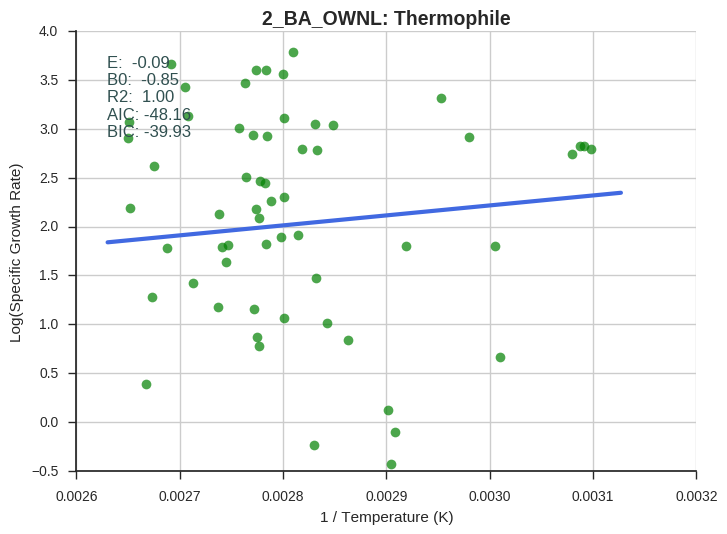 2_BA_OWNL: Thermophile
4.0
3.5
3.0
2.5
2.0
1.5
1.0
0.5
0.0
−0.5
Log(Specific Growth Rate)
E: -0.09
B0: -0.85
R2: 1.00
AIC: -48.16
BIC: -39.93
0.0026 0.0027 0.0028 0.0029 0.0030 0.0031 0.0032
1 / Temperature (K)